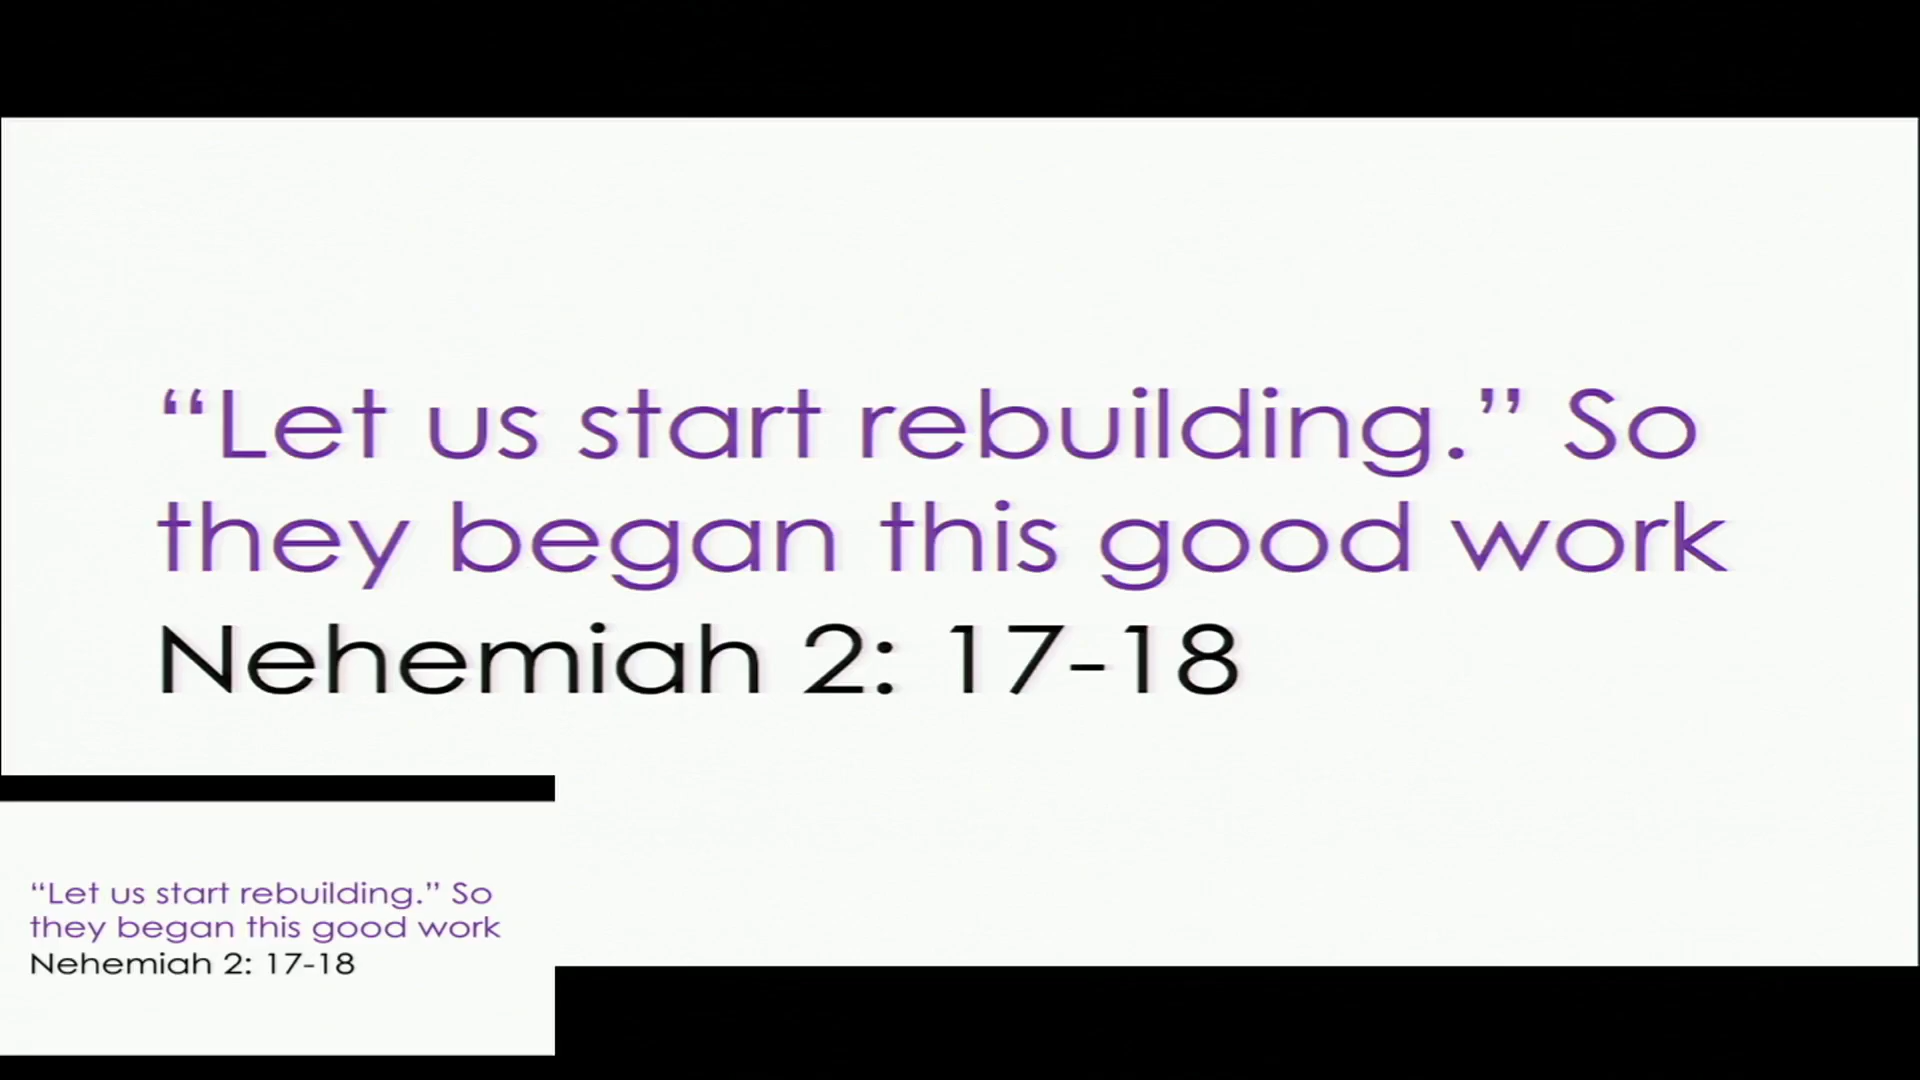 “Let us start rebuilding.” So
they began this good work
Nehemiah 2: 17-18
“Let us start rebuilding.” So
they began this good work
Nehemiah 2: 17-18